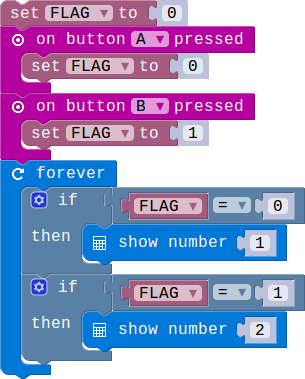 set FLAG ▾ to 0
on button A ▾ pressed
set FLAG ▾ to 0
on button B ▾ pressed
set FLAG ▾ to 1
forever
if FLAG ▾ = ▾ 0
then show number 1
if FLAG ▾ = ▾ 1
then show number 2